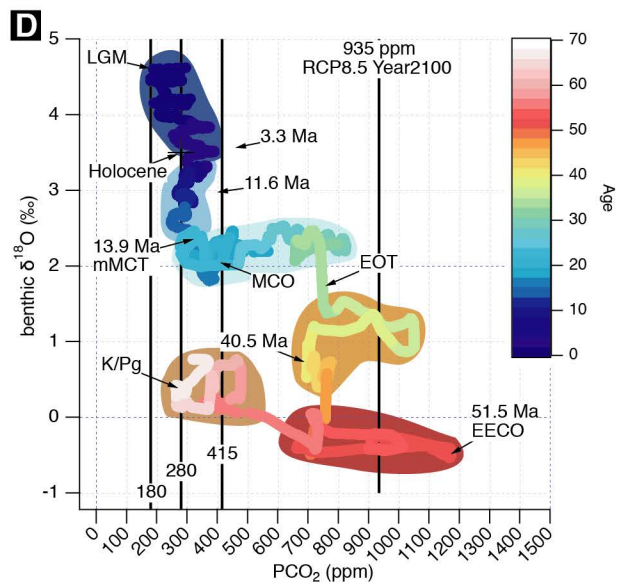 D
5
4
3
2
1
0
-1
benthic δ18O (‰)
LGM
Holocene
13.9 Ma
mMCT
K/Pg
3.3 Ma
11.6 Ma
MCO
EOT
40.5 Ma
51.5 Ma
EECO
935 ppm
RCP8.5 Year2100
415
280
180
0
100
200
300
400
500
600
700
800
900
1000
1100
1200
1300
1400
1500
PCO2 (ppm)
70
60
50
40
30
20
10
0
Age